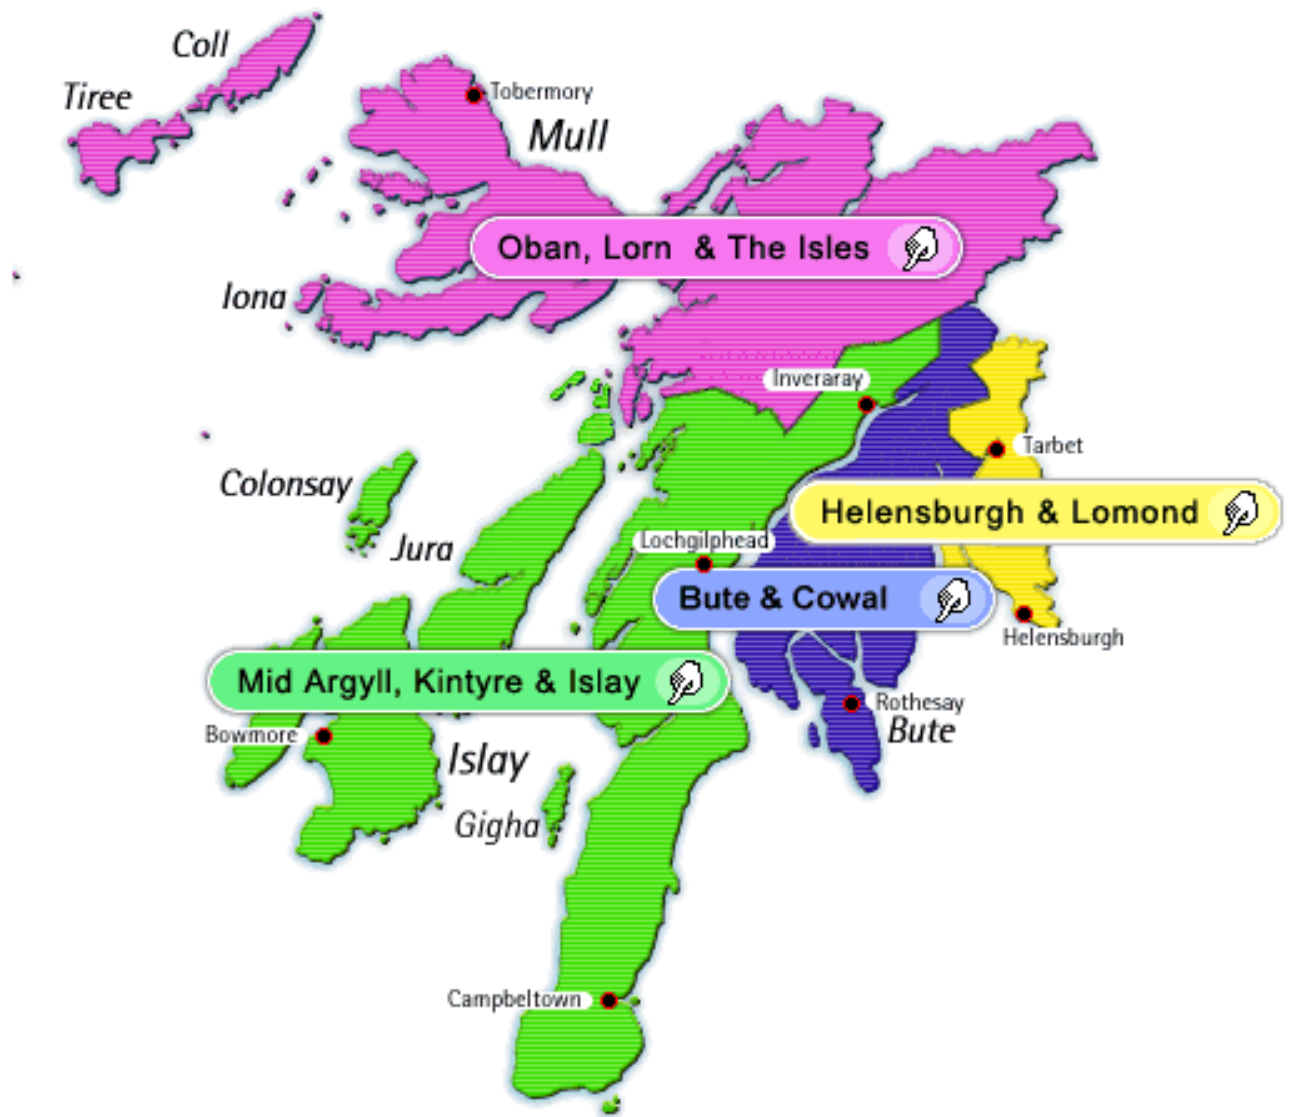 Coll
Tiree
Tobermory
Mull
Oban, Lorn & The Isles
Iona
Inveraray
Tarbet
Colonsay
Helensburgh & Lomond
Jura
Lochgilphead
Bute & Cowal
Helensburgh
Mid Argyll, Kintyre & Islay
Rothesay
Bute
Bowmore
Islay
Gigha
Campbeltown